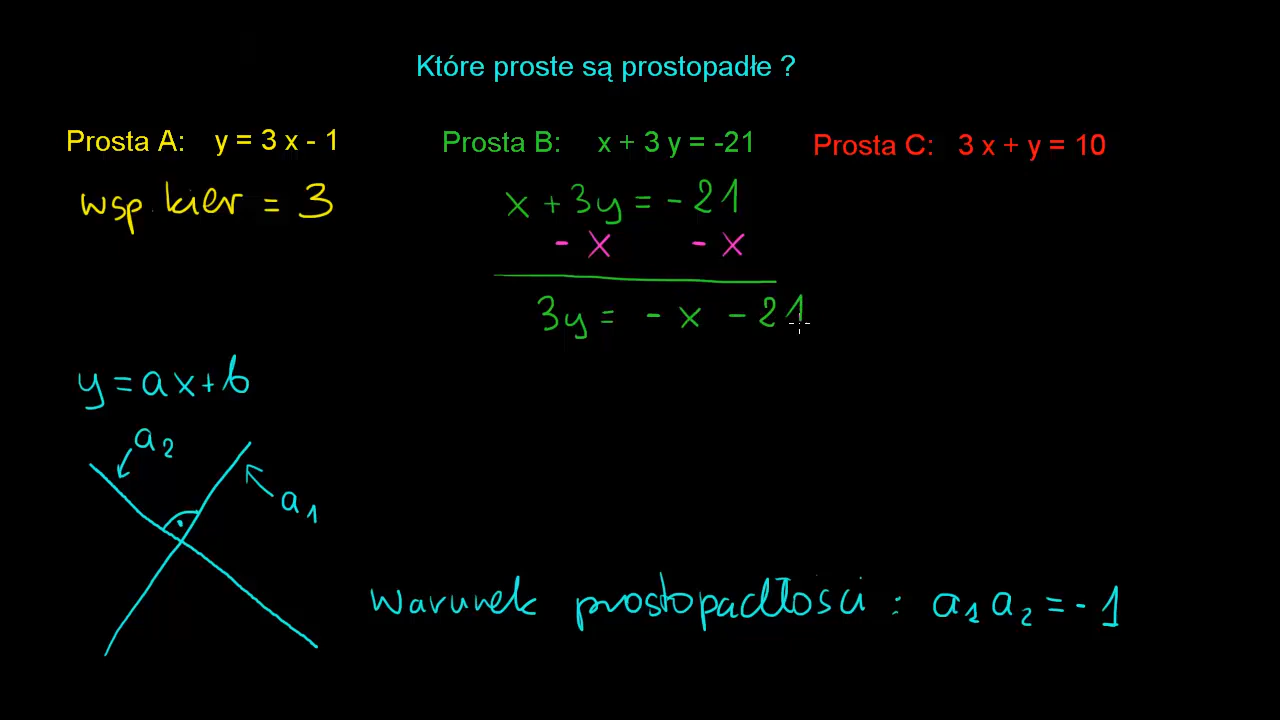 Które proste są prostopadłe ?
Prosta A: y = 3 x - 1
Prosta B: x + 3 y = -21
Prosta C: 3 x + y = 10
wsp. kier = 3
x + 3y = - 21
- x - x
3y = - x - 21
y = ax + b
a2
a1
Warunek prostopadłosci : a1 a2 = - 1